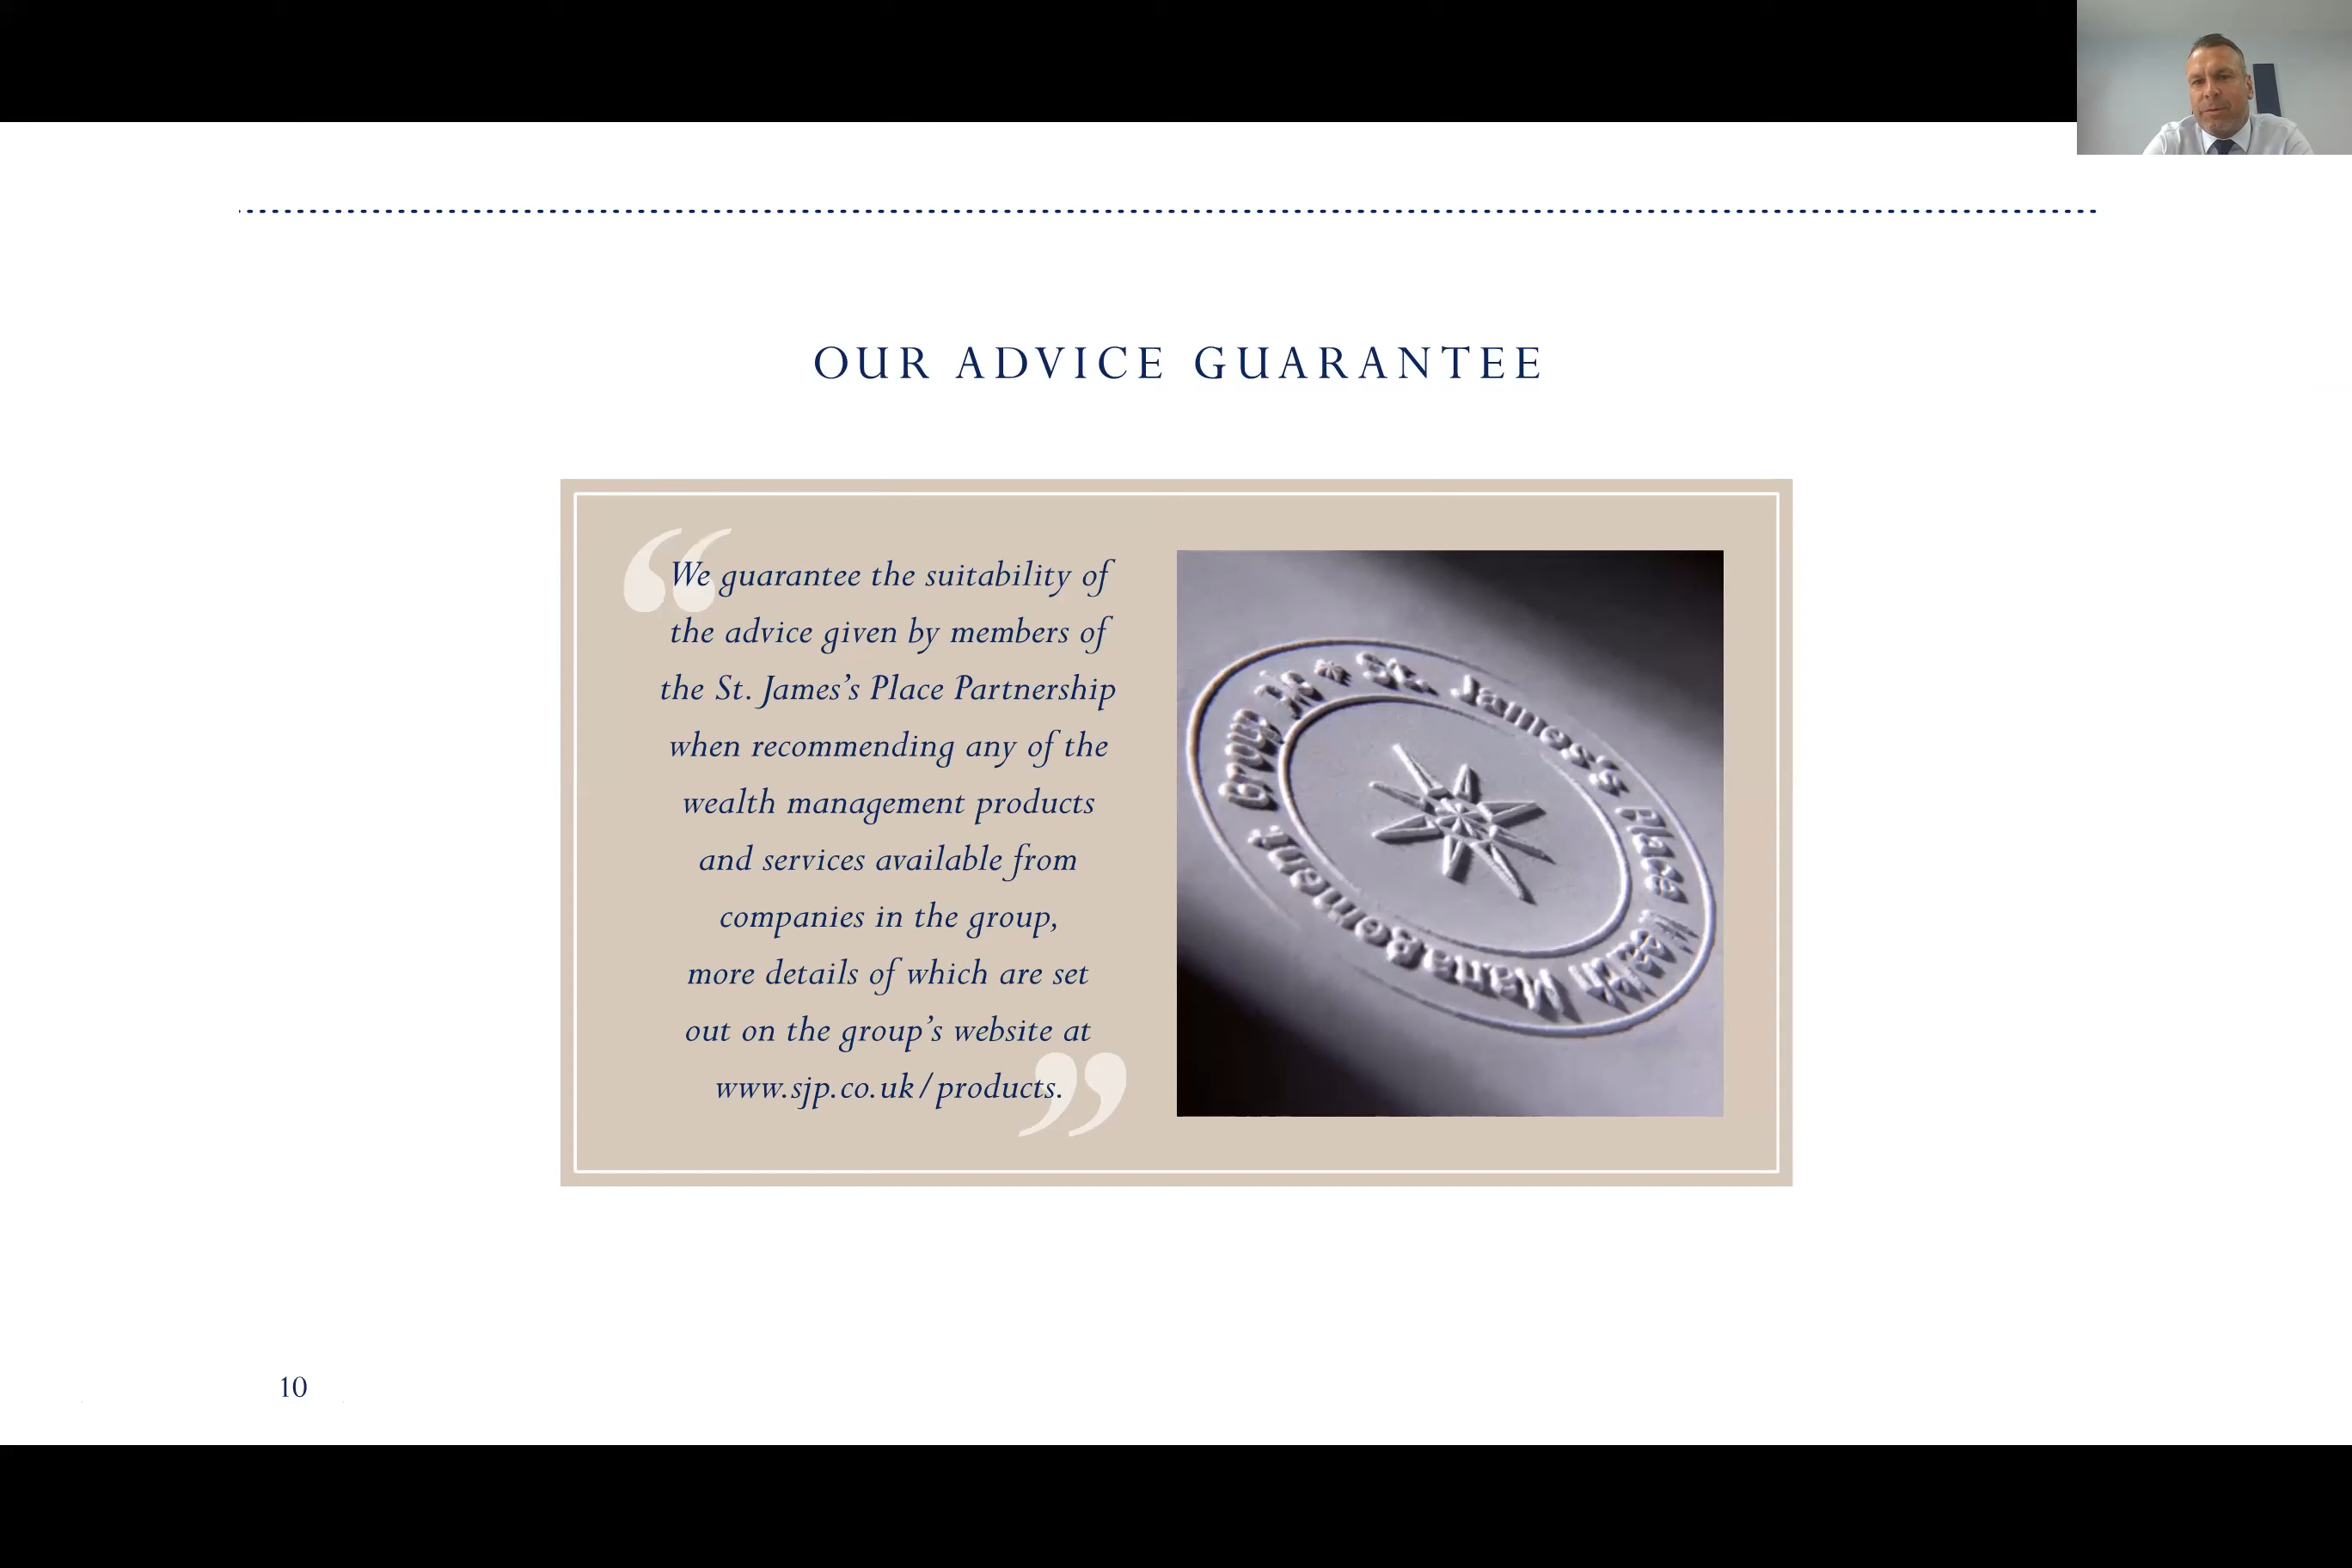 OUR ADVICE GUARANTEE
“We guarantee the suitability of
the advice given by members of
the St. James’s Place Partnership
when recommending any of the
wealth management products
and services available from
companies in the group,
more details of which are set
out on the group’s website at
www.sjp.co.uk/products.”
St. James's Place Wealth Management Group Plc
10